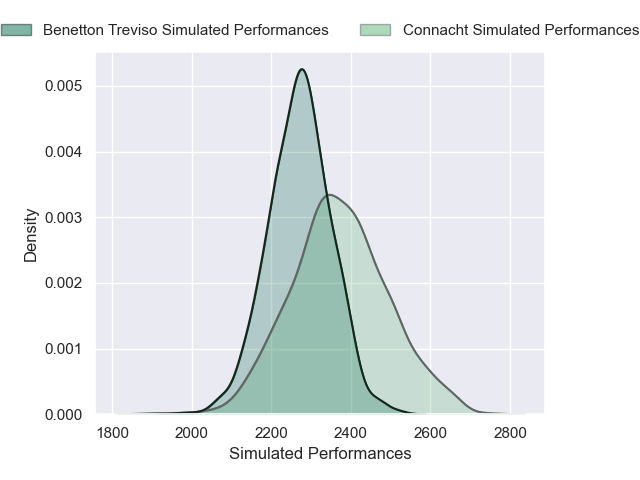 Benetton Treviso Simulated Performances Connacht Simulated Performances
Density
0.005
0.004
0.003
0.002
0.001
0.000
1800 2000 2200 2400 2600 2800
Simulated Performances